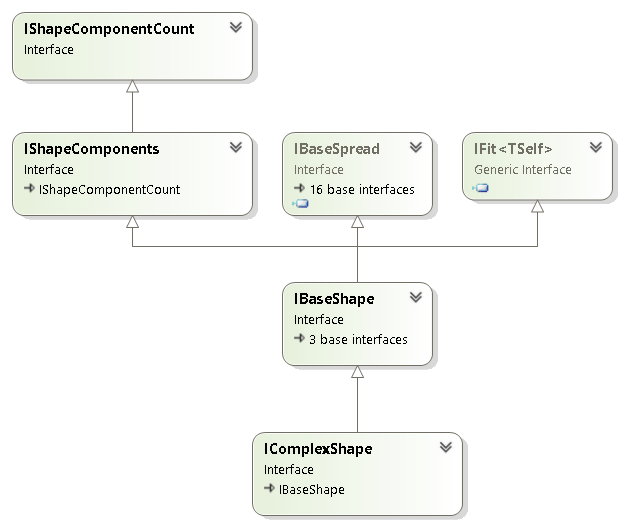 IShapeComponentCount
Interface
IShapeComponents
Interface
IShapeComponentCount
IBaseSpread
Interface
16 base interfaces
IFit<TSelf>
Generic Interface
IBaseShape
Interface
3 base interfaces
IComplexShape
Interface
IBaseShape